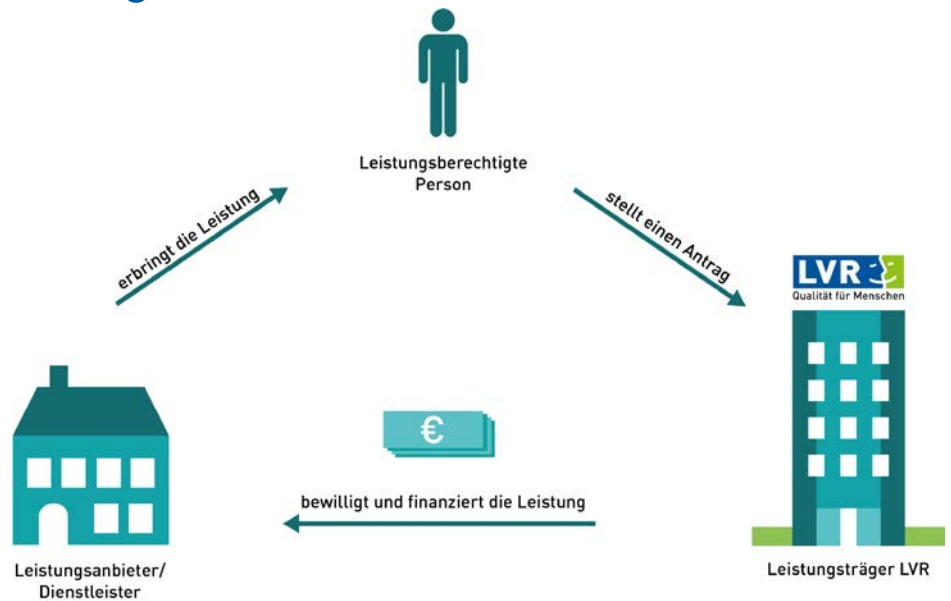 Leistungsberechtigte
Person
erbringt die Leistung
stellt einen Antrag
LVR
Qualität für Menschen
€
bewilligt und finanziert die Leistung
Leistungsanbieter/
Dienstleister
Leistungsträger LVR